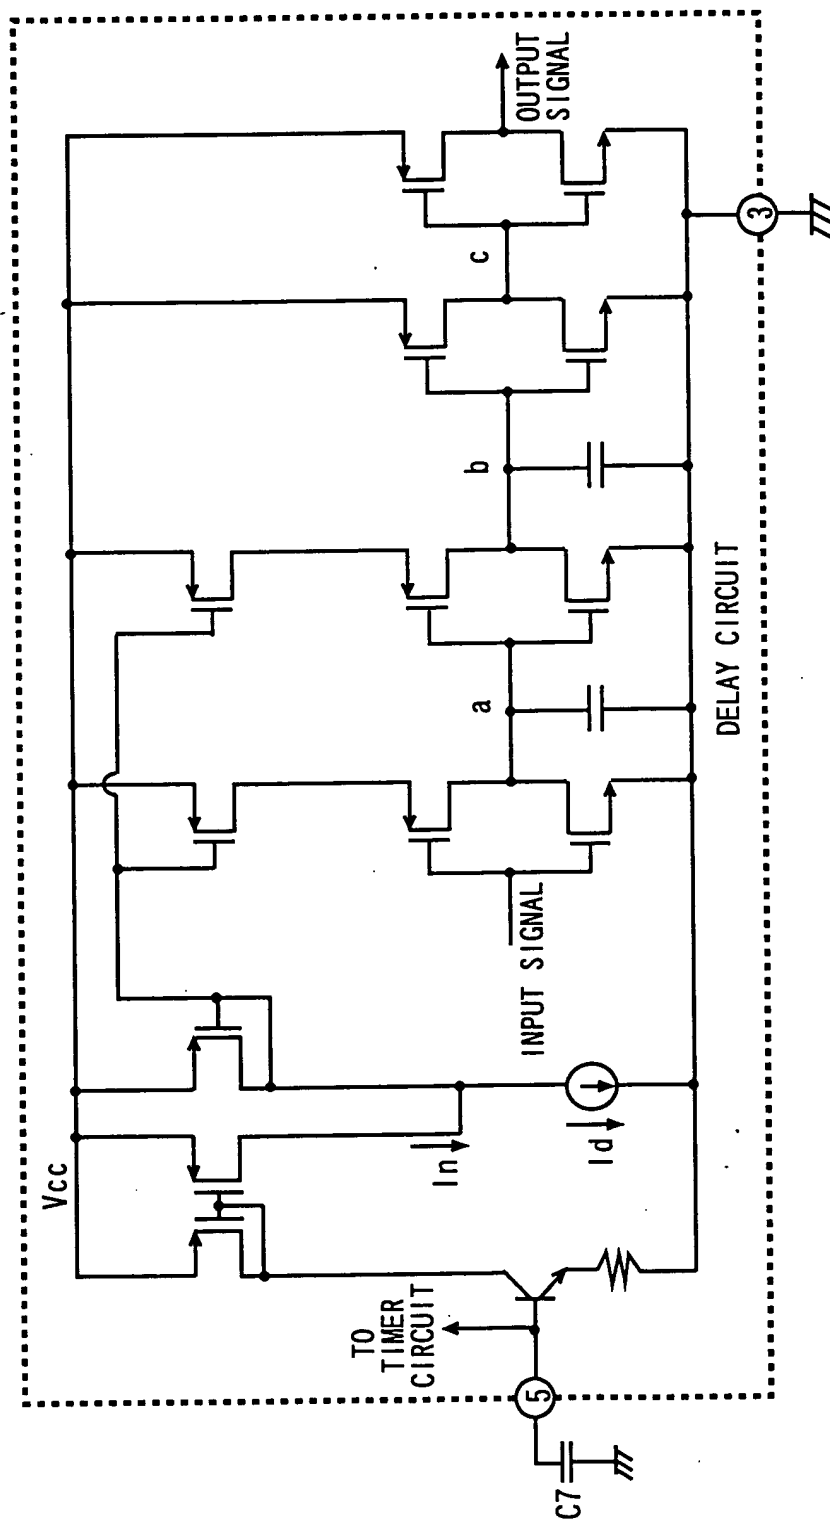 Vcc
In
Id
TO
TIMER
CIRCUIT
5
C7
INPUT SIGNAL
a
b
c
OUTPUT
SIGNAL
3
DELAY CIRCUIT